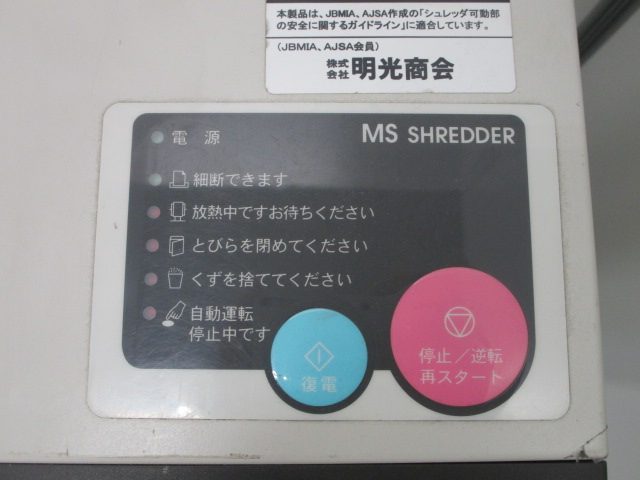 本製品は、JBMIA、AJSA作成の「シュレッダ可動部
の安全に関するガイドライン」に適合しています。
(JBMIA、AJSA会員)
株式会社 明光商会
電 源
MS SHREDDER
細断できます
放熱中ですお待ちください
とびらを閉めてください
くずを捨ててください
自動運転
停止中です
復電
停止/逆転
再スタート